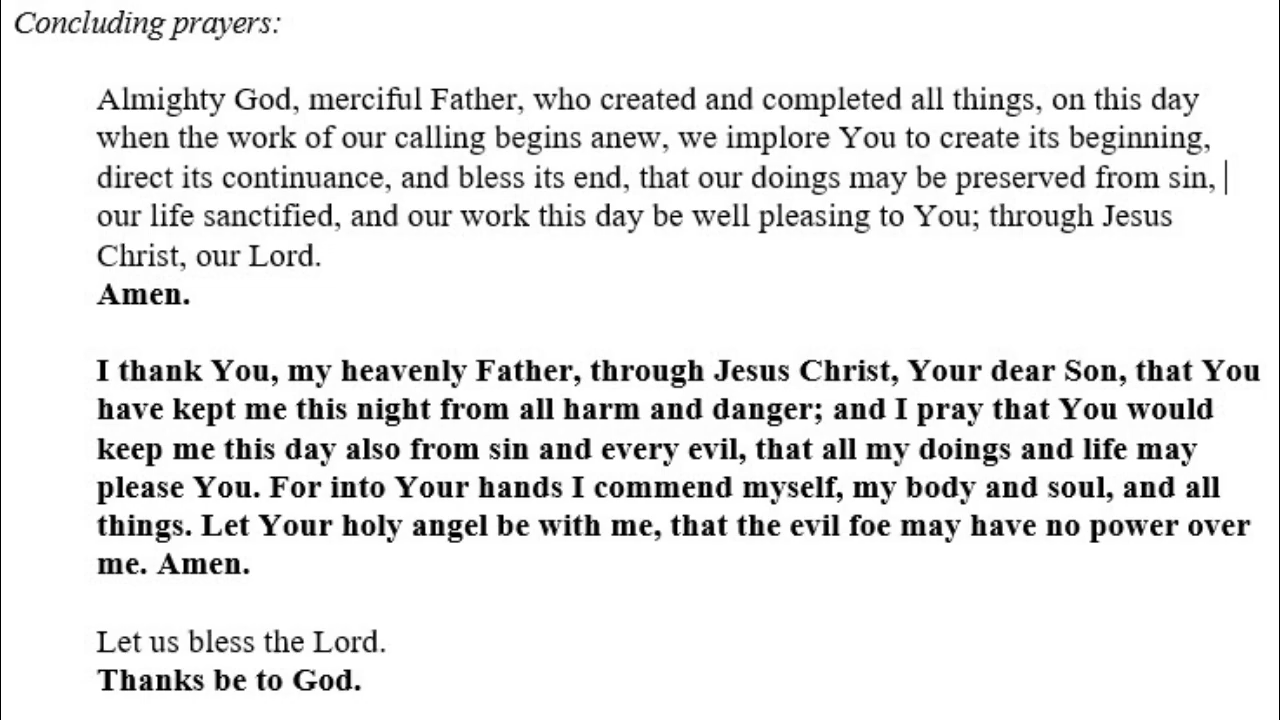 Concluding prayers:
Almighty God, merciful Father, who created and completed all things, on this day
when the work of our calling begins anew, we implore You to create its beginning,
direct its continuance, and bless its end, that our doings may be preserved from sin,
our life sanctified, and our work this day be well pleasing to You; through Jesus
Christ, our Lord.
Amen.
I thank You, my heavenly Father, through Jesus Christ, Your dear Son, that You
have kept me this night from all harm and danger; and I pray that You would
keep me this day also from sin and every evil, that all my doings and life may
please You. For into Your hands I commend myself, my body and soul, and all
things. Let Your holy angel be with me, that the evil foe may have no power over
me. Amen.
Let us bless the Lord.
Thanks be to God.